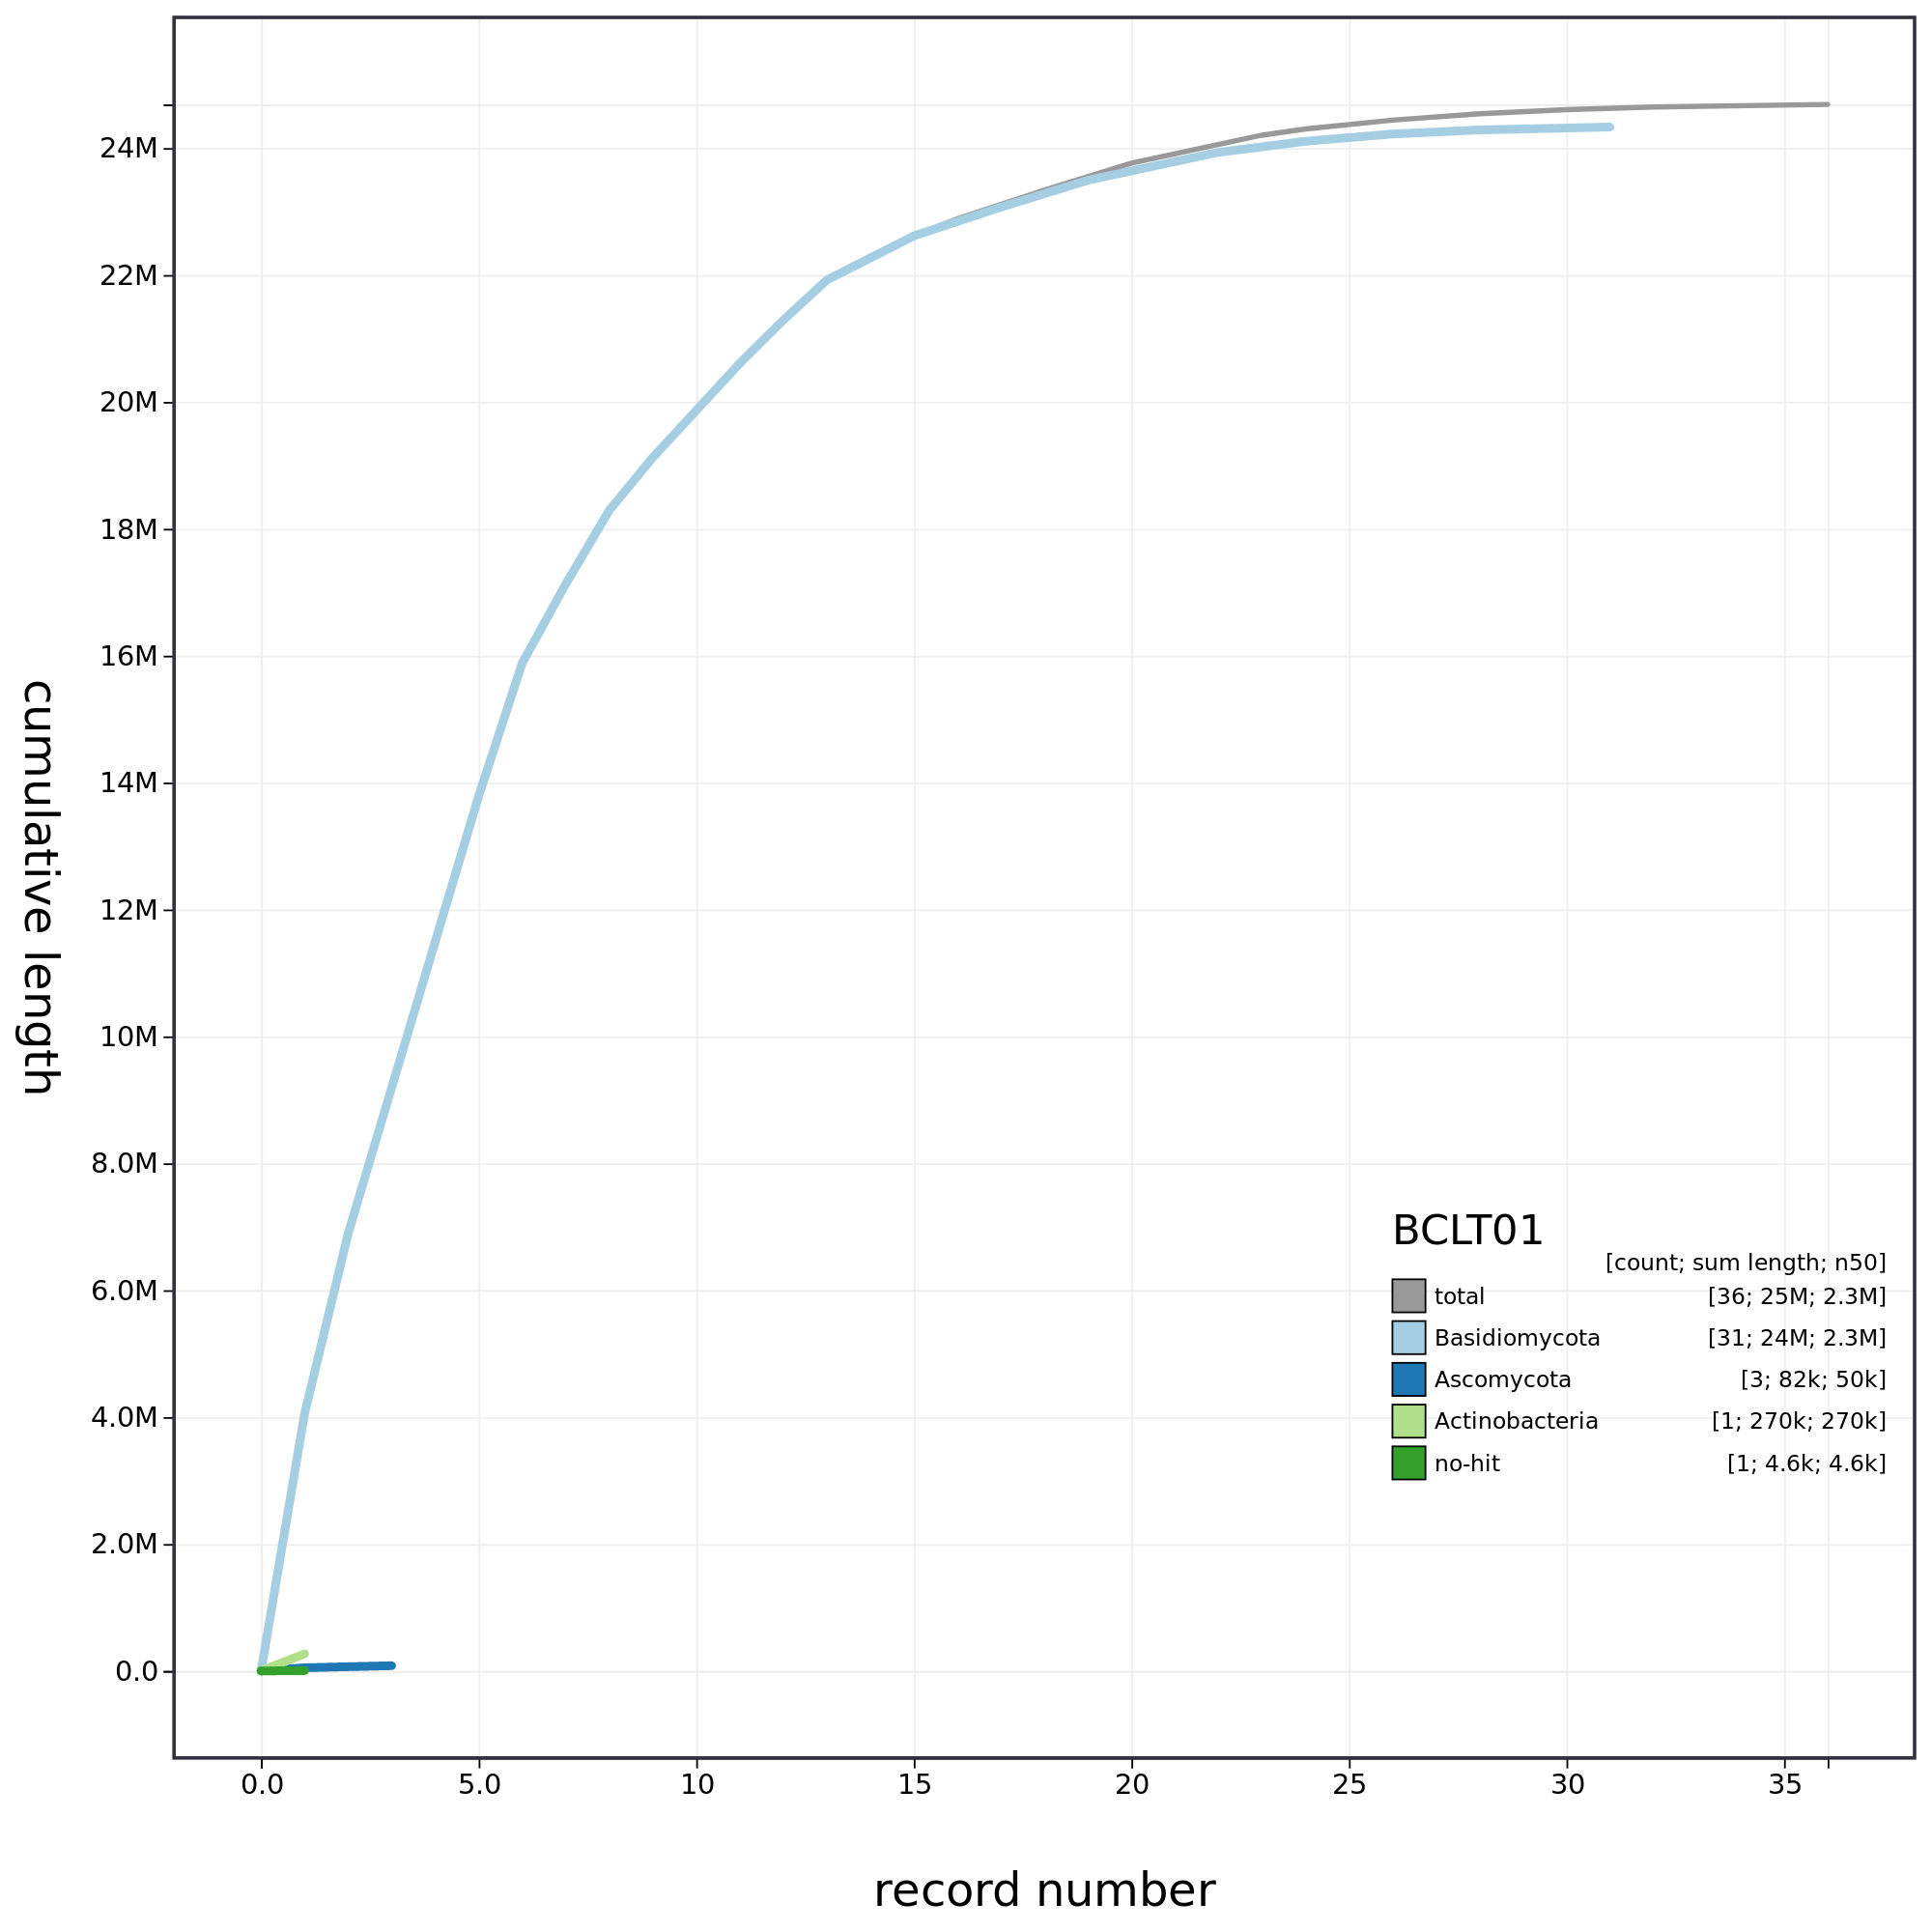 24M
22M
20M
18M
16M
14M
12M
10M
8.0M
6.0M
4.0M
2.0M
0.0
cumulative length
BCLT01
[count; sum length; n50]
total [36; 25M; 2.3M]
Basidiomycota [31; 24M; 2.3M]
Ascomycota [3; 82k; 50k]
Actinobacteria [1; 270k; 270k]
no-hit [1; 4.6k; 4.6k]
0.0 5.0 10 15 20 25 30 35
record number